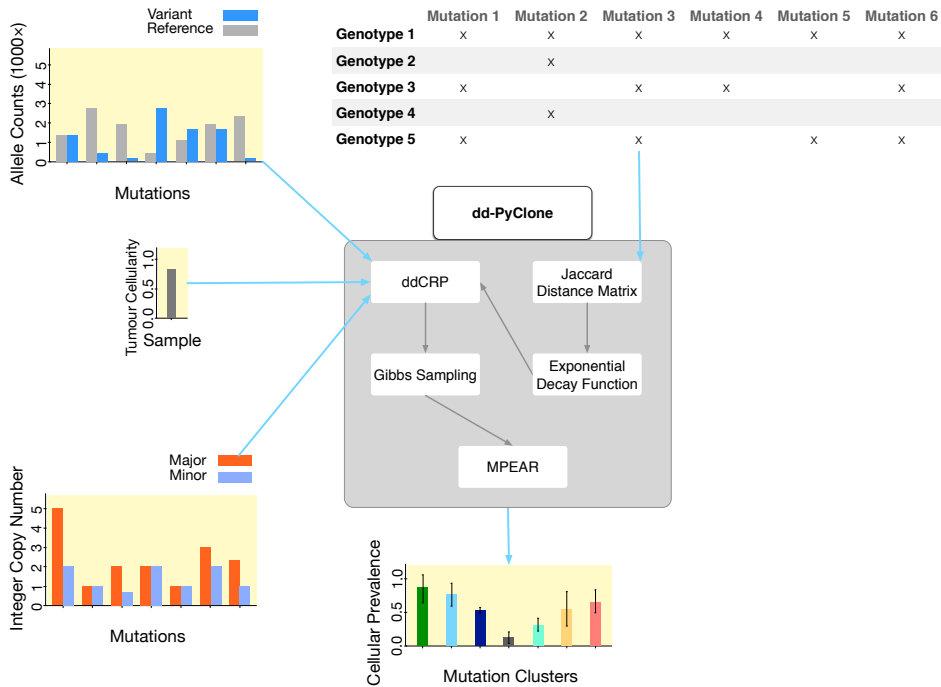 Variant
Reference
Allele Counts (1000×)
0 1 2 3 4 5
Mutations
Mutation 1 Mutation 2 Mutation 3 Mutation 4 Mutation 5 Mutation 6
Genotype 1 x x x x x x
Genotype 2 x
Genotype 3 x x x x
Genotype 4 x
Genotype 5 x x x x
dd-PyClone
Tumour Cellularity
0.0 0.5 1.0
Sample
ddCRP
Jaccard
Distance Matrix
Gibbs Sampling
Exponential
Decay Function
MPEAR
Major
Minor
Integer Copy Number
0 1 2 3 4 5
Mutations
Cellular Prevalence
0.0 0.5 1.0
Mutation Clusters